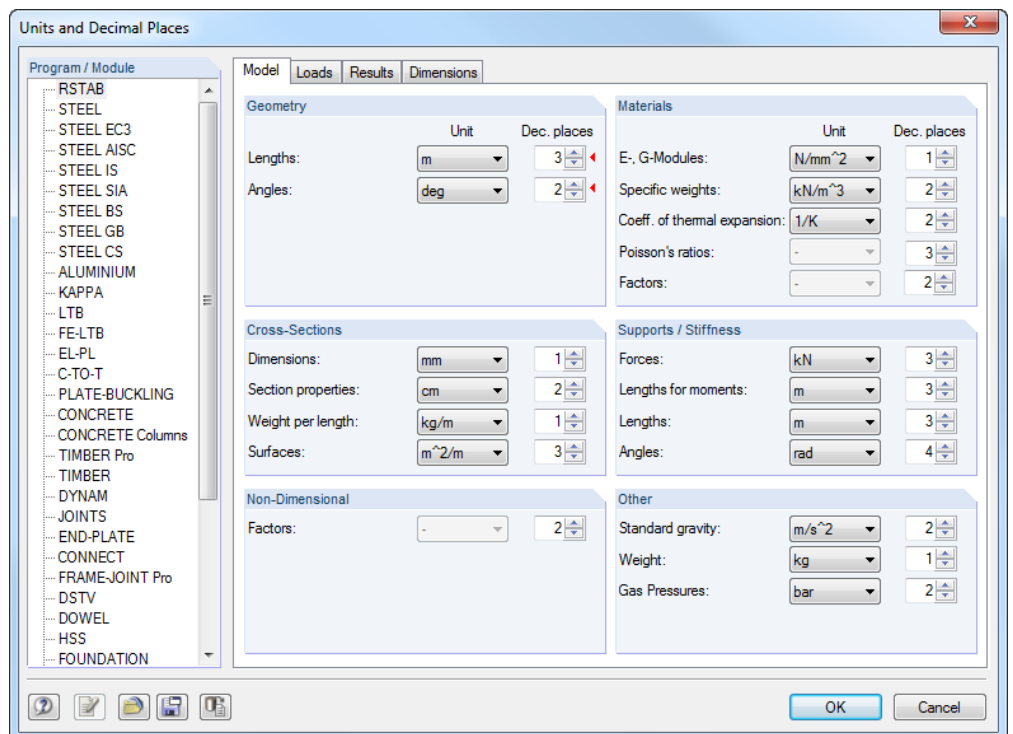 Units and Decimal Places
Program / Module
RSTAB
STEEL
STEEL EC3
STEEL AISC
STEEL IS
STEEL SIA
STEEL BS
STEEL GB
STEEL CS
ALUMINIUM
KAPPA
LTB
FE-LTB
EL-PL
C-TO-T
PLATE-BUCKLING
CONCRETE
CONCRETE Columns
TIMBER Pro
TIMBER
DYNAM
JOINTS
END-PLATE
CONNECT
FRAME-JOINT Pro
DSTV
DOWEL
HSS
FOUNDATION
Model Loads Results Dimensions
Geometry
Unit Dec. places
Lengths: m 3
Angles: deg 2
Materials
Unit Dec. places
E-, G-Modules: N/mm^2 1
Specific weights: kN/m^3 2
Coeff. of thermal expansion: 1/K 2
Poisson's ratios: - 3
Factors: - 2
Cross-Sections
Dimensions: mm 1
Section properties: cm 2
Weight per length: kg/m 1
Surfaces: m^2/m 3
Supports / Stiffness
Forces: kN 3
Lengths for moments: m 3
Lengths: m 3
Angles: rad 4
Non-Dimensional
Factors: - 2
Other
Standard gravity: m/s^2 2
Weight: kg 1
Gas Pressures: bar 2
OK Cancel